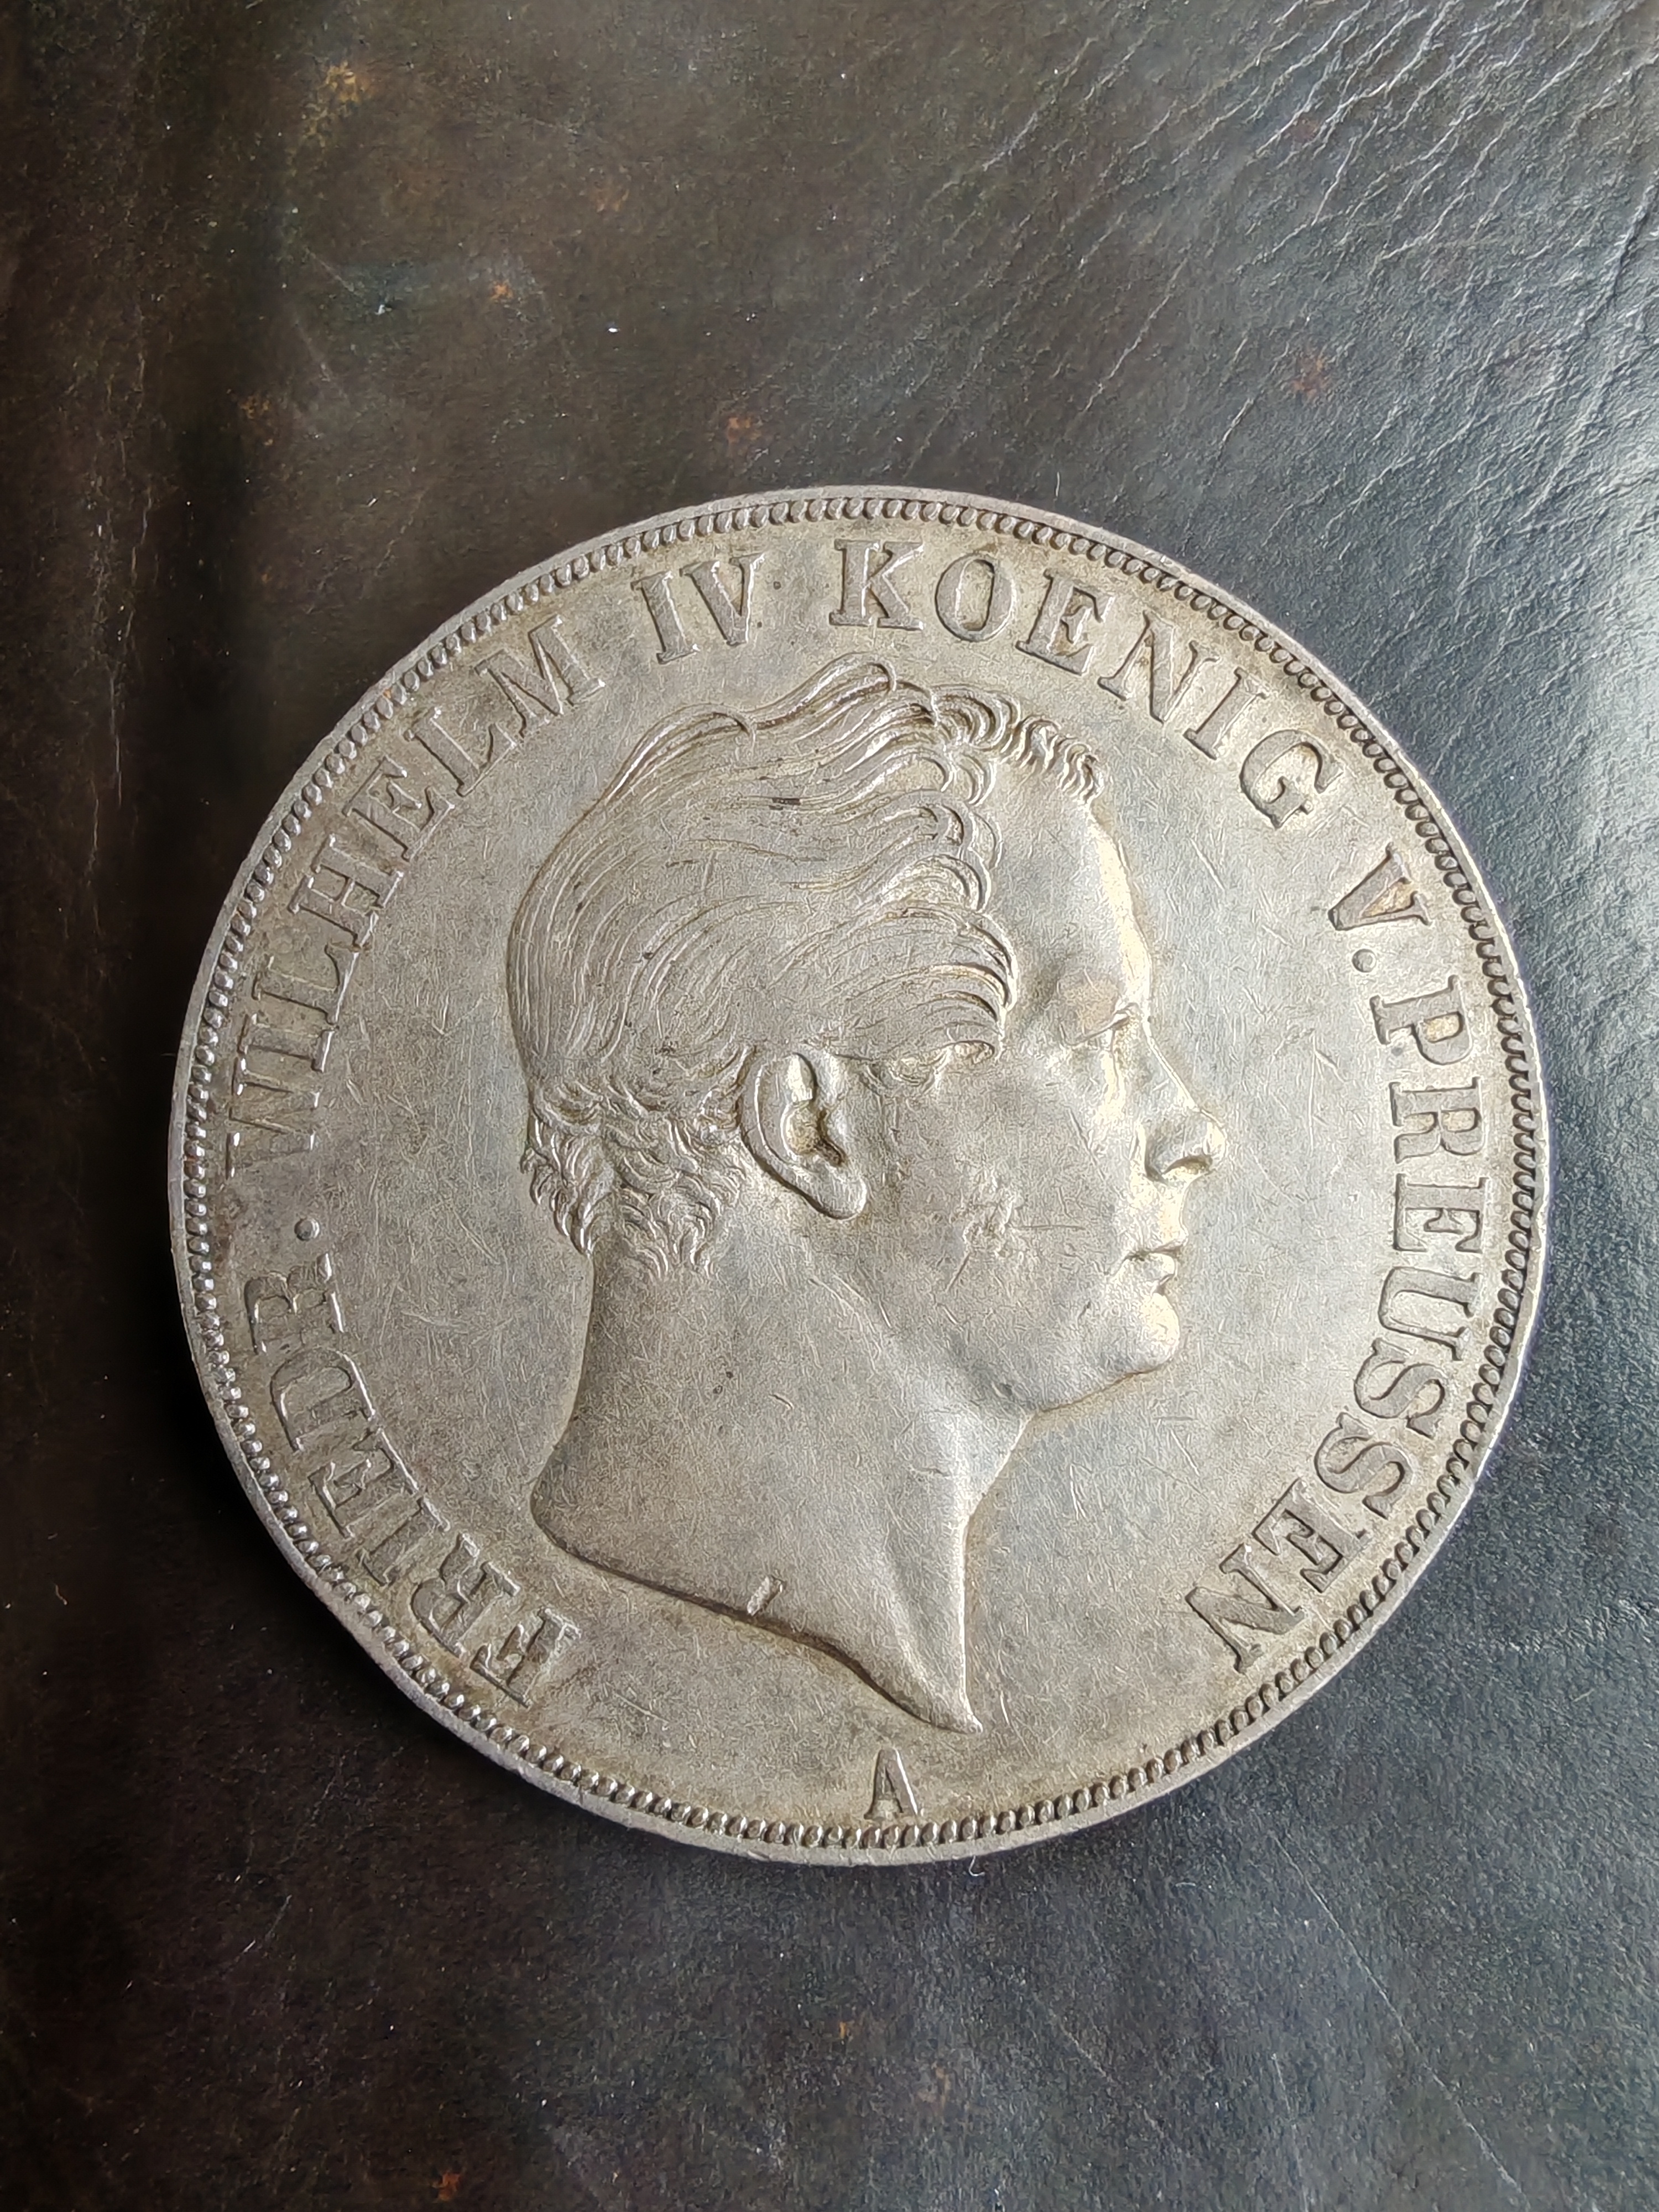 FRIEDR. WILHELM IV KOENIG V. PREUSSEN
A